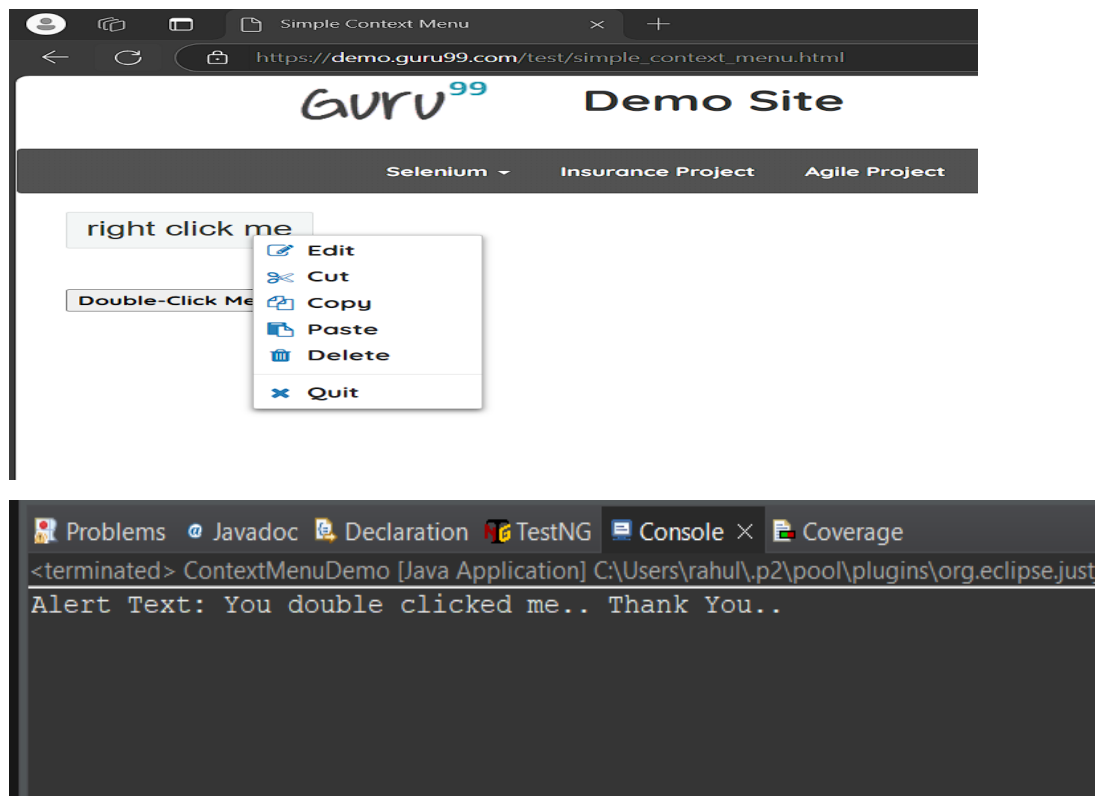 Simple Context Menu
https://demo.guru99.com/test/simple_context_menu.html
Guru99 Demo Site
Selenium Insurance Project Agile Project
right click me
Edit
Cut
Double-Click Me
Copy
Paste
Delete
Quit
Problems Javadoc Declaration TestNG Console Coverage
<terminated> ContextMenuDemo [Java Application] C:\Users\rahul\.p2\pool\plugins\org.eclipse.just
Alert Text: You double clicked me.. Thank You..